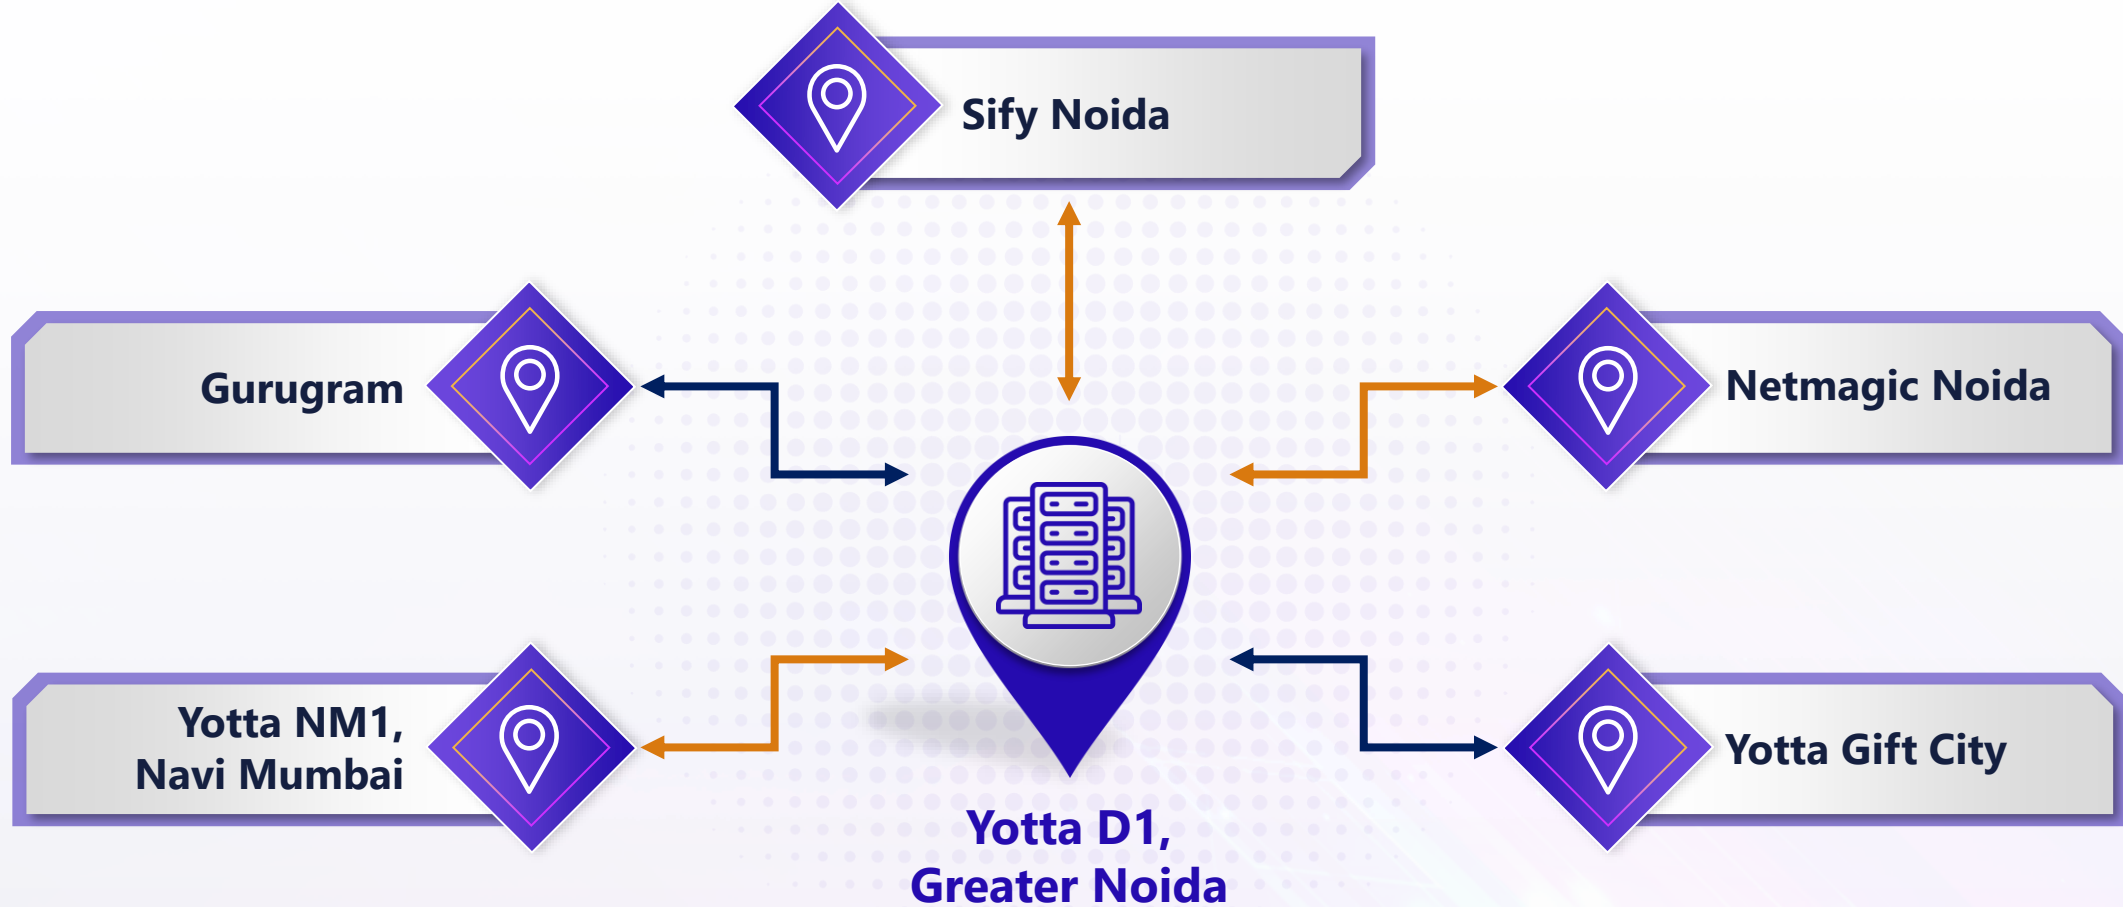 Sify Noida
Gurugram
Netmagic Noida
Yotta NM1,
Navi Mumbai
Yotta Gift City
Yotta D1,
Greater Noida